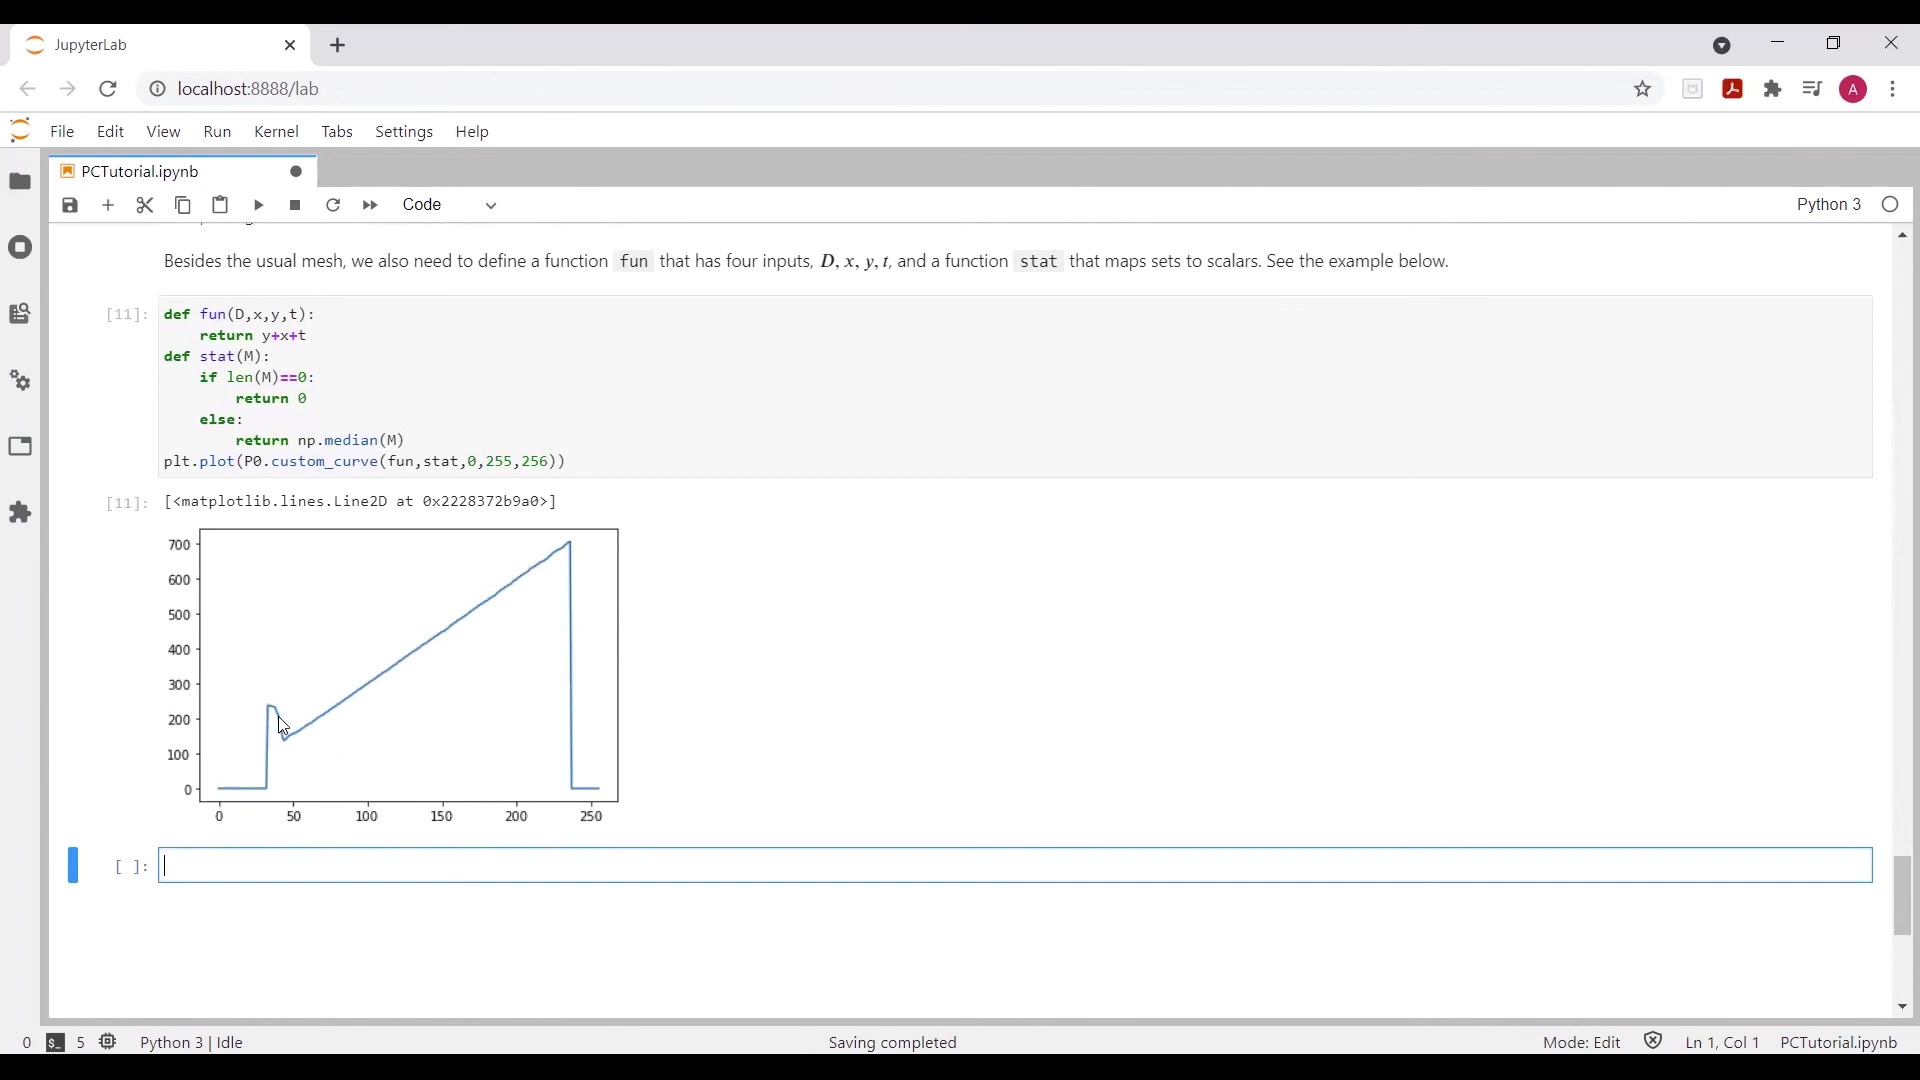 JupyterLab
localhost:8888/lab
A
File Edit View Run Kernel Tabs Settings Help
PCTutorial.ipynb
Code
Python 3
Besides the usual mesh, we also need to define a function fun that has four inputs, D, x, y, t, and a function stat that maps sets to scalars. See the example below.
[11]: def fun(D,x,y,t):
return y+x+t
def stat(M):
if len(M)==0:
return 0
else:
return np.median(M)
plt.plot(P0.custom_curve(fun,stat,0,255,256))
[11]: [<matplotlib.lines.Line2D at 0x2228372b9a0>]
700
600
500
400
300
200
100
0
0 50 100 150 200 250
[ ]:
0 $_ 5 Python 3 | Idle Saving completed Mode: Edit Ln 1, Col 1 PCTutorial.ipynb